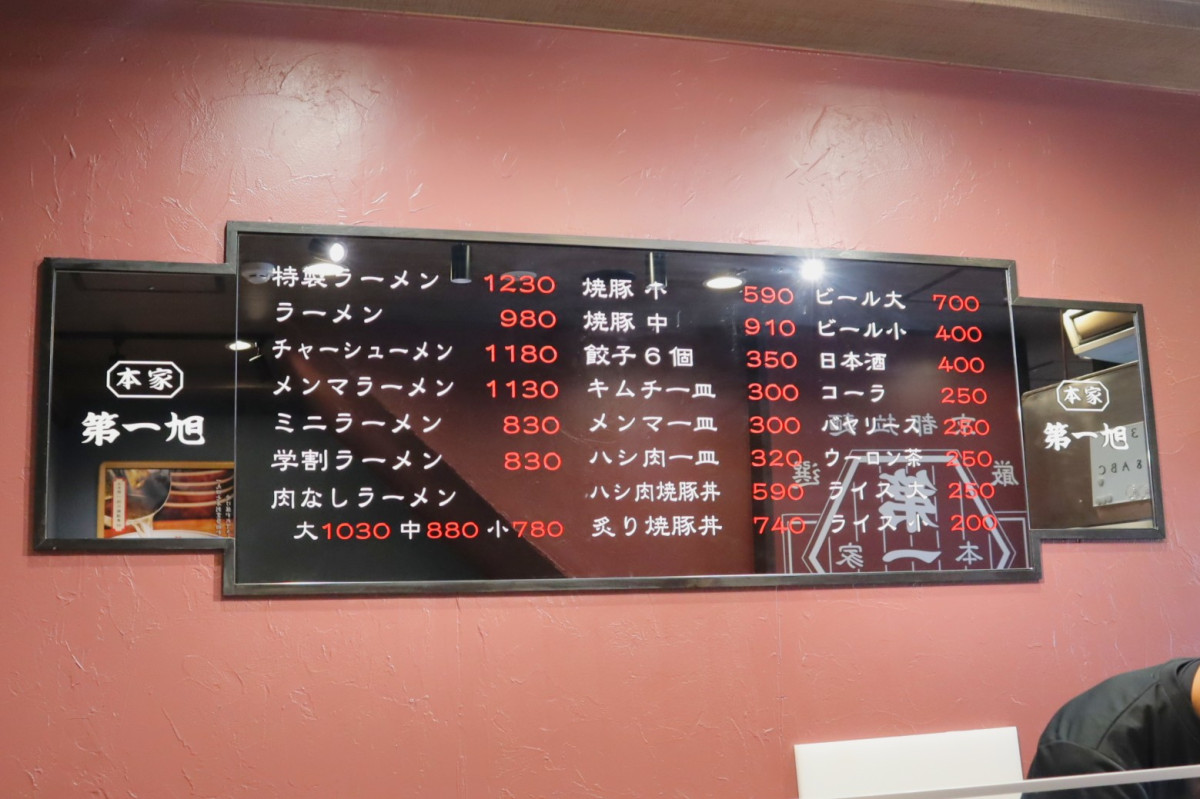 本家
第一旭
特製ラーメン 1230
ラーメン 980
チャーシューメン 1180
メンマラーメン 1130
ミニラーメン 830
学割ラーメン 830
肉なしラーメン
大1030 中880 小780
焼豚 小 590
焼豚 中 910
餃子6個 350
キムチ一皿 300
メンマ一皿 300
ハシ肉一皿 320
ハシ肉焼豚丼 590
炙り焼豚丼 740
ビール大 700
ビール小 400
日本酒 400
コーラ 250
バヤリース 250
ウーロン茶 250
ライス大 250
ライス小 200
本家
第一旭